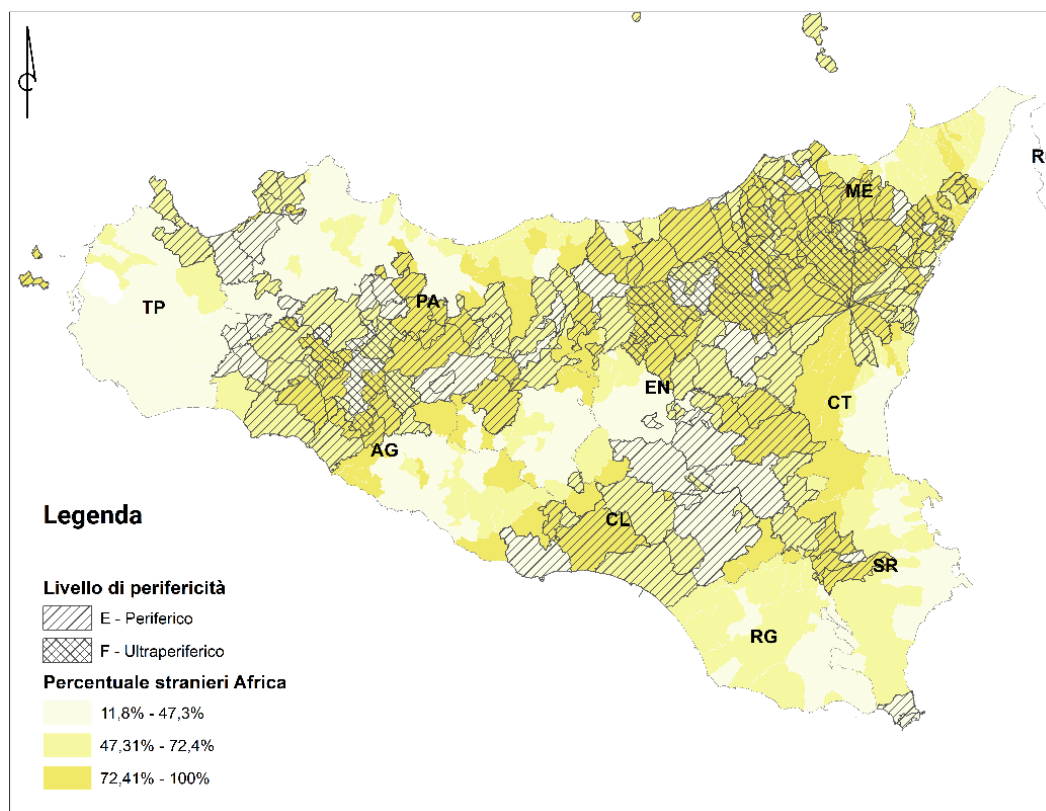 R
ME
PA
TP
EN
CT
AG
CL
SR
RG
Legenda
Livello di perifericità
E - Periferico
F - Ultraperiferico
Percentuale stranieri Africa
11,8% - 47,3%
47,31% - 72,4%
72,41% - 100%